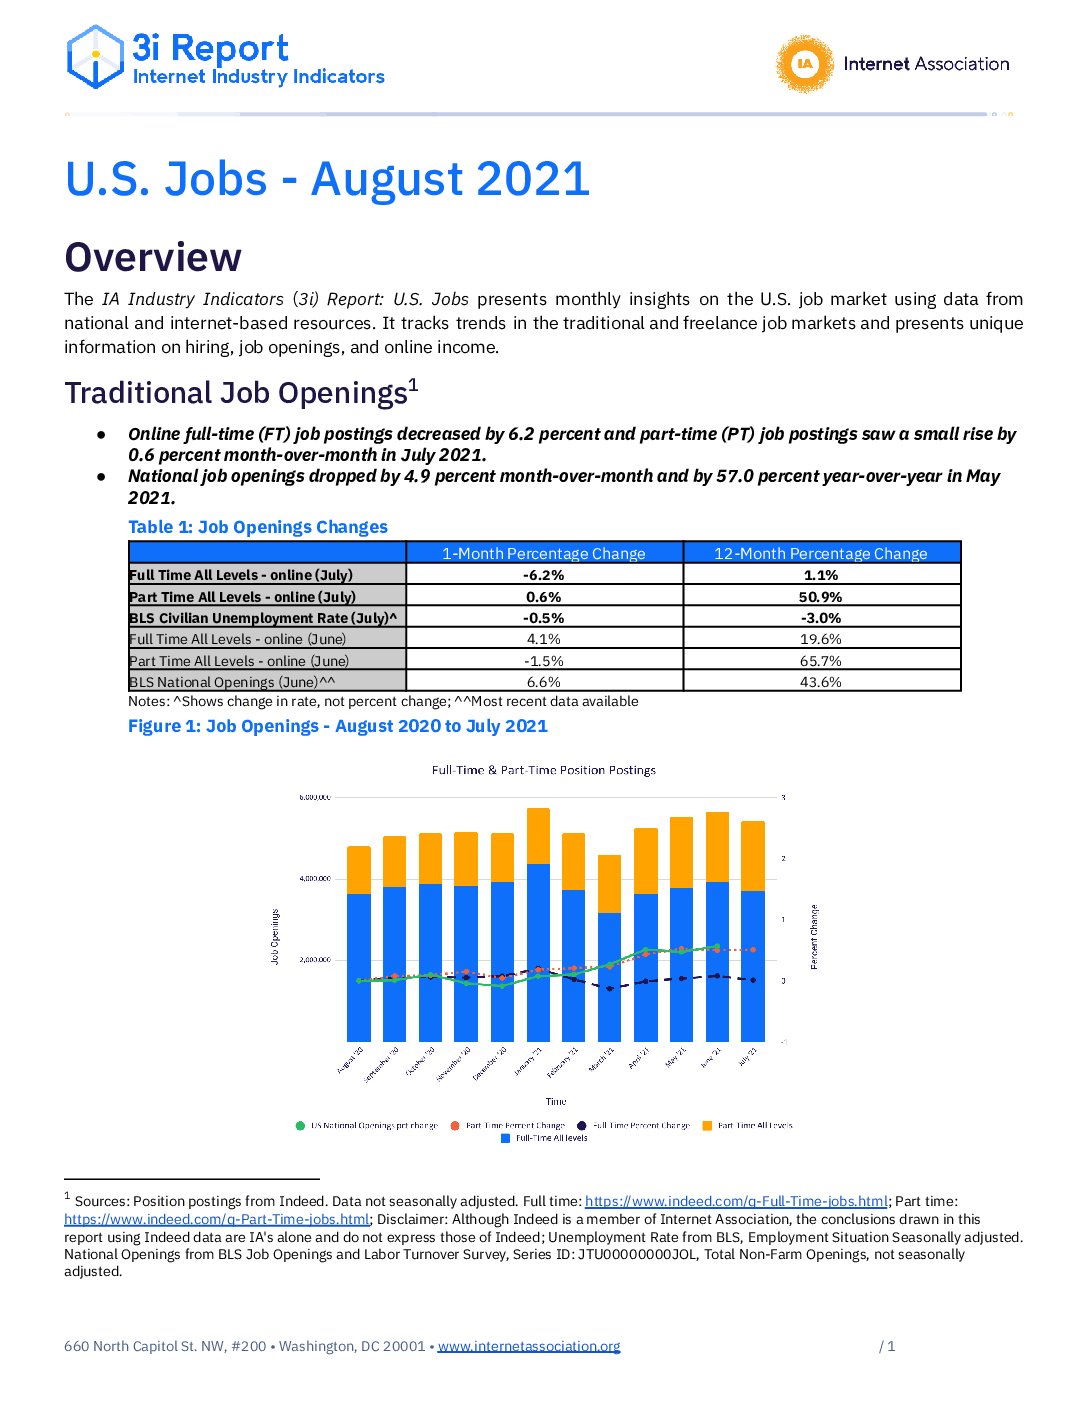 3i Report
Internet Industry Indicators
IA Internet Association
U.S. Jobs - August 2021
Overview
The IA Industry Indicators (3i) Report: U.S. Jobs presents monthly insights on the U.S. job market using data from
national and internet-based resources. It tracks trends in the traditional and freelance job markets and presents unique
information on hiring, job openings, and online income.
Traditional Job Openings1
● Online full-time (FT) job postings decreased by 6.2 percent and part-time (PT) job postings saw a small rise by
0.6 percent month-over-month in July 2021.
● National job openings dropped by 4.9 percent month-over-month and by 57.0 percent year-over-year in May
2021.
Table 1: Job Openings Changes
1-Month Percentage Change 12-Month Percentage Change
Full Time All Levels - online (July) -6.2% 1.1%
Part Time All Levels - online (July) 0.6% 50.9%
BLS Civilian Unemployment Rate (July)^ -0.5% -3.0%
Full Time All Levels - online (June) 4.1% 19.6%
Part Time All Levels - online (June) -1.5% 65.7%
BLS National Openings (June)^^ 6.6% 43.6%
Notes: ^Shows change in rate, not percent change; ^^Most recent data available
Figure 1: Job Openings - August 2020 to July 2021
Full-Time & Part-Time Position Postings
6,000,000 3
2
4,000,000
1
2,000,000
0
-1
Job Openings
Percent Change
August '20 September '20 October '20 November '20 December '20 January '21 February '21 March '21 April '21 May '21 June '21 July '21
Time
US National Openings pct change Part-Time Percent Change Full-Time Percent Change Part-Time All Levels
Full-Time All levels
1 Sources: Position postings from Indeed. Data not seasonally adjusted. Full time: https://www.indeed.com/q-Full-Time-jobs.html; Part time:
https://www.indeed.com/q-Part-Time-jobs.html; Disclaimer: Although Indeed is a member of Internet Association, the conclusions drawn in this
report using Indeed data are IA's alone and do not express those of Indeed; Unemployment Rate from BLS, Employment Situation Seasonally adjusted.
National Openings from BLS Job Openings and Labor Turnover Survey, Series ID: JTU00000000JOL, Total Non-Farm Openings, not seasonally
adjusted.
660 North Capitol St. NW, #200 • Washington, DC 20001 • www.internetassociation.org / 1